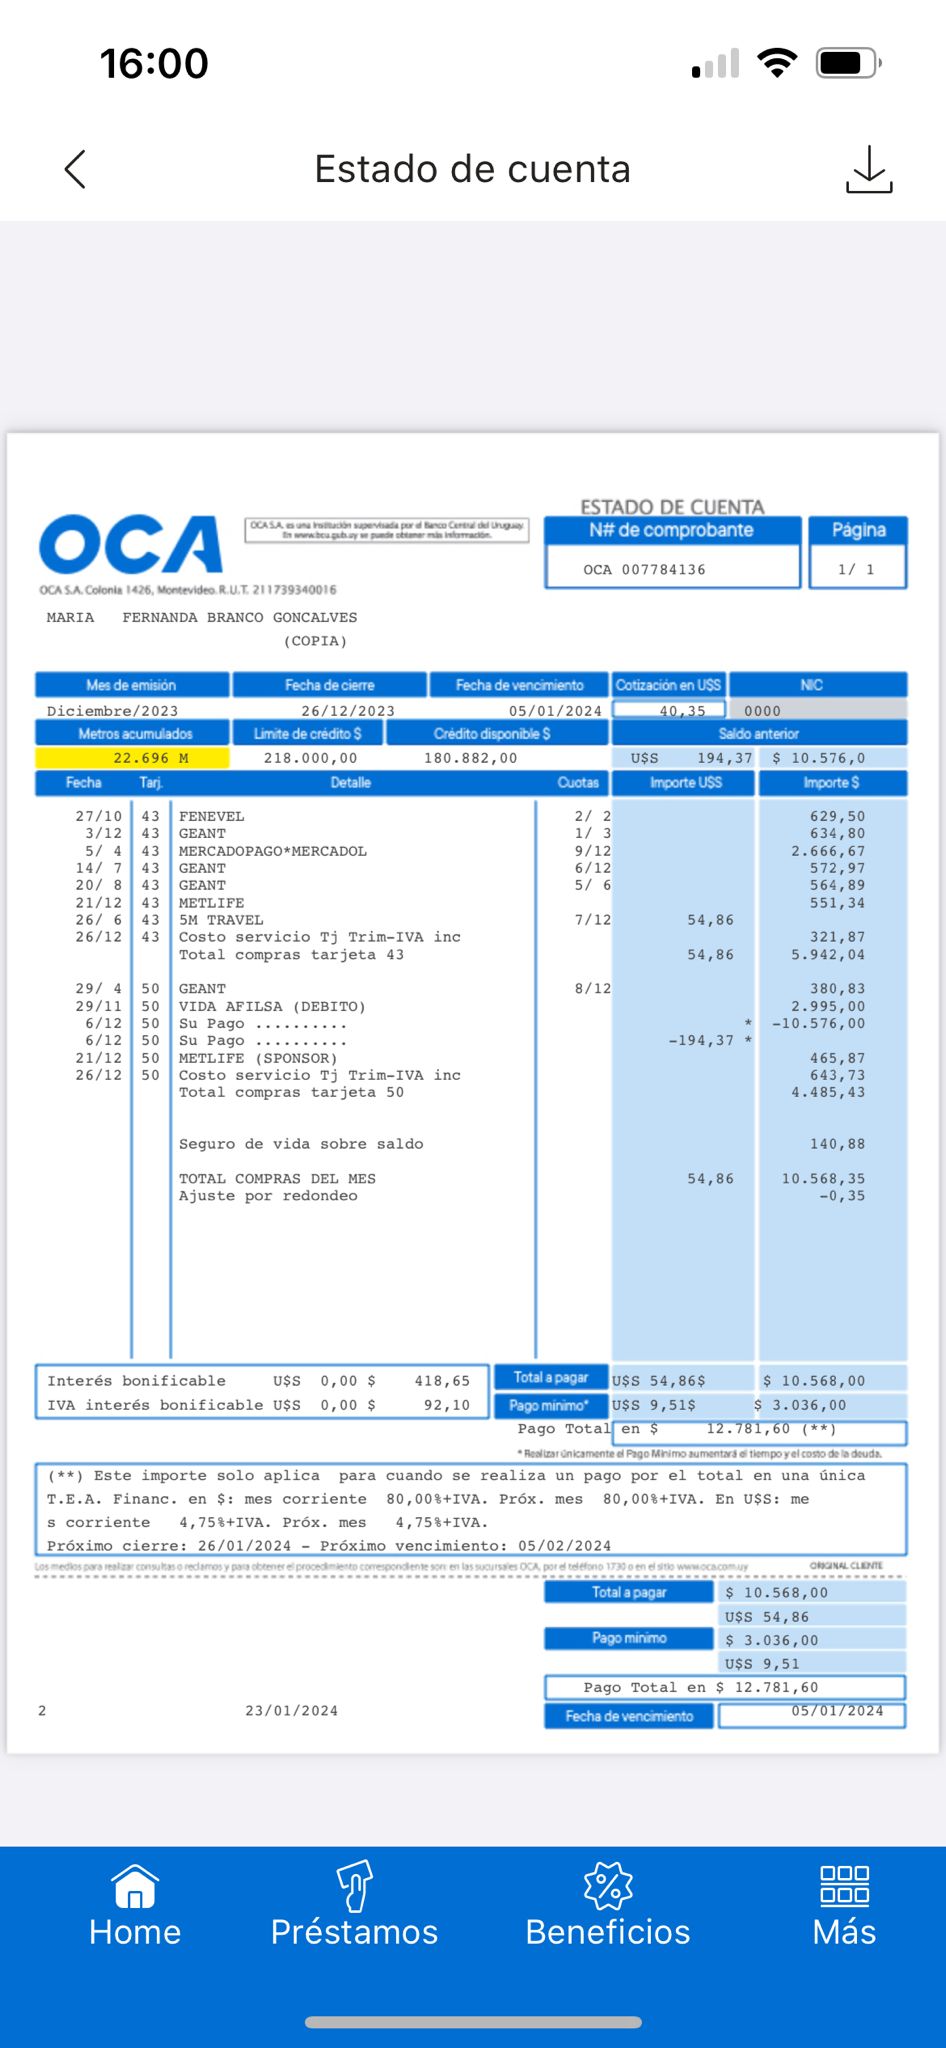 16:00
Estado de cuenta
ESTADO DE CUENTA
OCA
OCA S.A. es una Institución supervisada por el Banco Central del Uruguay.
En www.bcu.gub.uy se puede obtener más información.
N# de comprobante Página
OCA 007784136 1/ 1
OCA S.A. Colonia 1426, Montevideo. R.U.T. 211739340016
MARIA FERNANDA BRANCO GONCALVES
(COPIA)
Mes de emisión Fecha de cierre Fecha de vencimiento Cotización en U$S NIC
Diciembre/2023 26/12/2023 05/01/2024 40,35 0000
Metros acumulados Limite de crédito $ Crédito disponible $ Saldo anterior
22.696 M 218.000,00 180.882,00 U$S 194,37 $ 10.576,0
Fecha Tarj. Detalle Cuotas Importe U$S Importe $
27/10 43 FENEVEL 2/ 2 629,50
3/12 43 GEANT 1/ 3 634,80
5/ 4 43 MERCADOPAGO*MERCADOL 9/12 2.666,67
14/ 7 43 GEANT 6/12 572,97
20/ 8 43 GEANT 5/ 6 564,89
21/12 43 METLIFE 551,34
26/ 6 43 5M TRAVEL 7/12 54,86
26/12 43 Costo servicio Tj Trim-IVA inc 321,87
Total compras tarjeta 43 54,86 5.942,04
29/ 4 50 GEANT 8/12 380,83
29/11 50 VIDA AFILSA (DEBITO) 2.995,00
6/12 50 Su Pago .......... * -10.576,00
6/12 50 Su Pago .......... -194,37 *
21/12 50 METLIFE (SPONSOR) 465,87
26/12 50 Costo servicio Tj Trim-IVA inc 643,73
Total compras tarjeta 50 4.485,43
Seguro de vida sobre saldo 140,88
TOTAL COMPRAS DEL MES 54,86 10.568,35
Ajuste por redondeo -0,35
Interés bonificable U$S 0,00 $ 418,65 Total a pagar U$S 54,86$ $ 10.568,00
IVA interés bonificable U$S 0,00 $ 92,10 Pago mínimo* U$S 9,51$ $ 3.036,00
Pago Total en $ 12.781,60 (**)
* Realizar únicamente el Pago Mínimo aumentará el tiempo y el costo de la deuda.
(**) Este importe solo aplica para cuando se realiza un pago por el total en una única
T.E.A. Financ. en $: mes corriente 80,00%+IVA. Próx. mes 80,00%+IVA. En U$S: me
s corriente 4,75%+IVA. Próx. mes 4,75%+IVA.
Próximo cierre: 26/01/2024 - Próximo vencimiento: 05/02/2024
Los medios para realizar consultas o reclamos y para obtener el procedimiento correspondiente son: en las sucursales OCA, por el teléfono 1730 o en el sitio www.oca.com.uy ORIGINAL CLIENTE
Total a pagar $ 10.568,00
U$S 54,86
Pago mínimo $ 3.036,00
U$S 9,51
Pago Total en $ 12.781,60
2 23/01/2024 Fecha de vencimiento 05/01/2024
Home Préstamos Beneficios Más